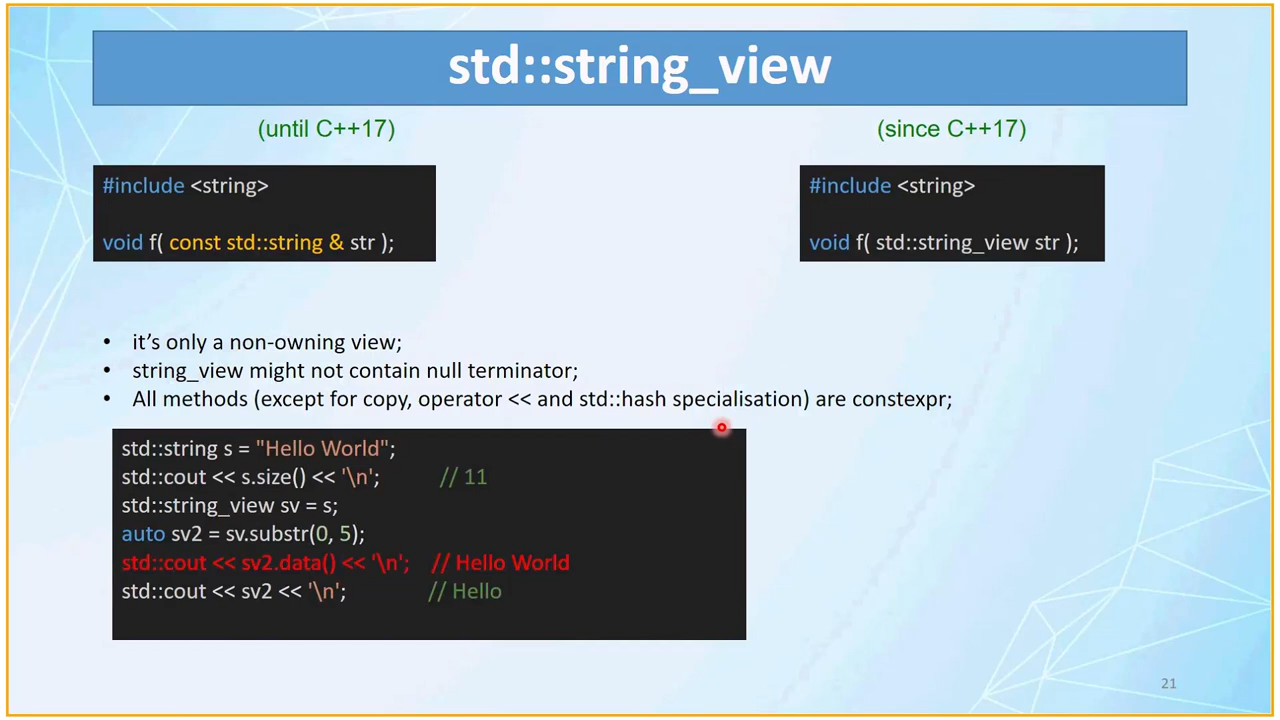 std::string_view
(until C++17)
(since C++17)
#include <string>
void f( const std::string & str );
#include <string>
void f( std::string_view str );
• it's only a non-owning view;
• string_view might not contain null terminator;
• All methods (except for copy, operator << and std::hash specialisation) are constexpr;
std::string s = "Hello World";
std::cout << s.size() << '\n'; // 11
std::string_view sv = s;
auto sv2 = sv.substr(0, 5);
std::cout << sv2.data() << '\n'; // Hello World
std::cout << sv2 << '\n'; // Hello
21